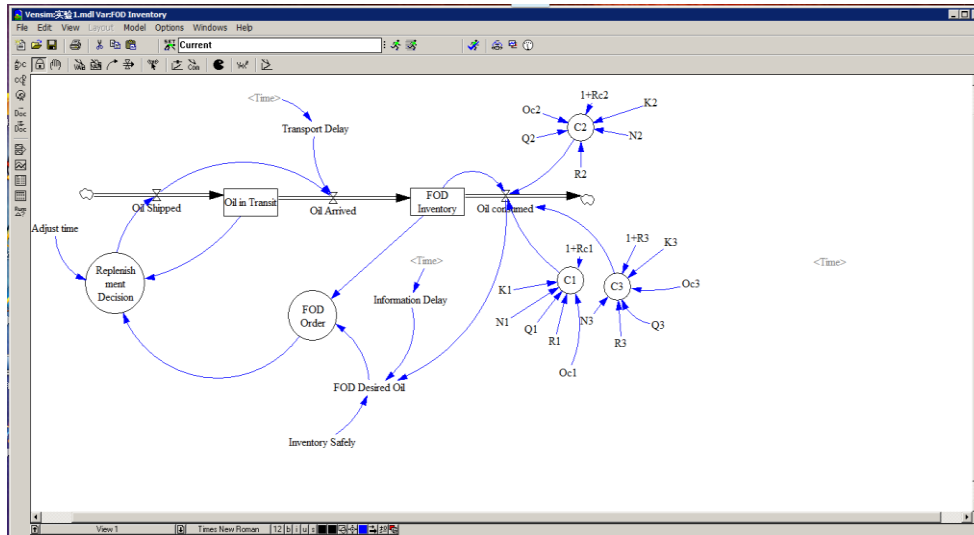 Vensim:实验1.mdl Var:FOD Inventory
File Edit View Layout Model Options Windows Help
Current
<Time>
Transport Delay
1+Rc2
Oc2
K2
C2
Q2
N2
R2
Oil Shipped
Oil in Transit
Oil Arrived
FOD
Inventory
Oil consumed
Adjust time
Replenish
ment
Decision
<Time>
Information Delay
FOD
Order
1+Rc1
K1
C1
N1
Q1
R1
Oc1
1+R3
K3
C3
Oc3
N3
R3
Q3
<Time>
FOD Desired Oil
Inventory Safely
View 1
Times New Roman 12 b i u s